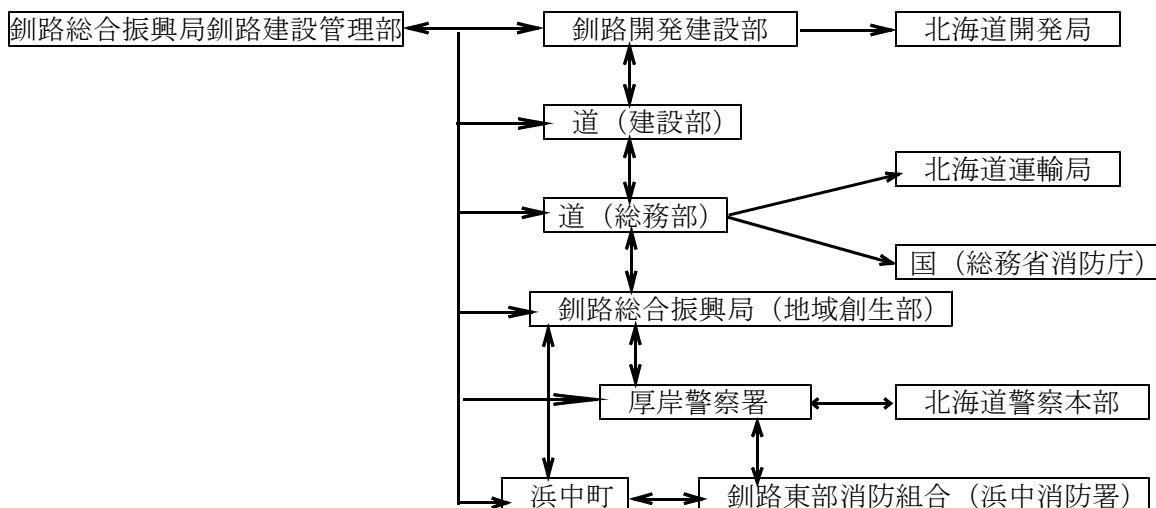 釧路総合振興局釧路建設管理部
釧路開発建設部
北海道開発局
道（建設部）
北海道運輸局
道（総務部）
国（総務省消防庁）
釧路総合振興局（地域創生部）
厚岸警察署
北海道警察本部
浜中町
釧路東部消防組合（浜中消防署）